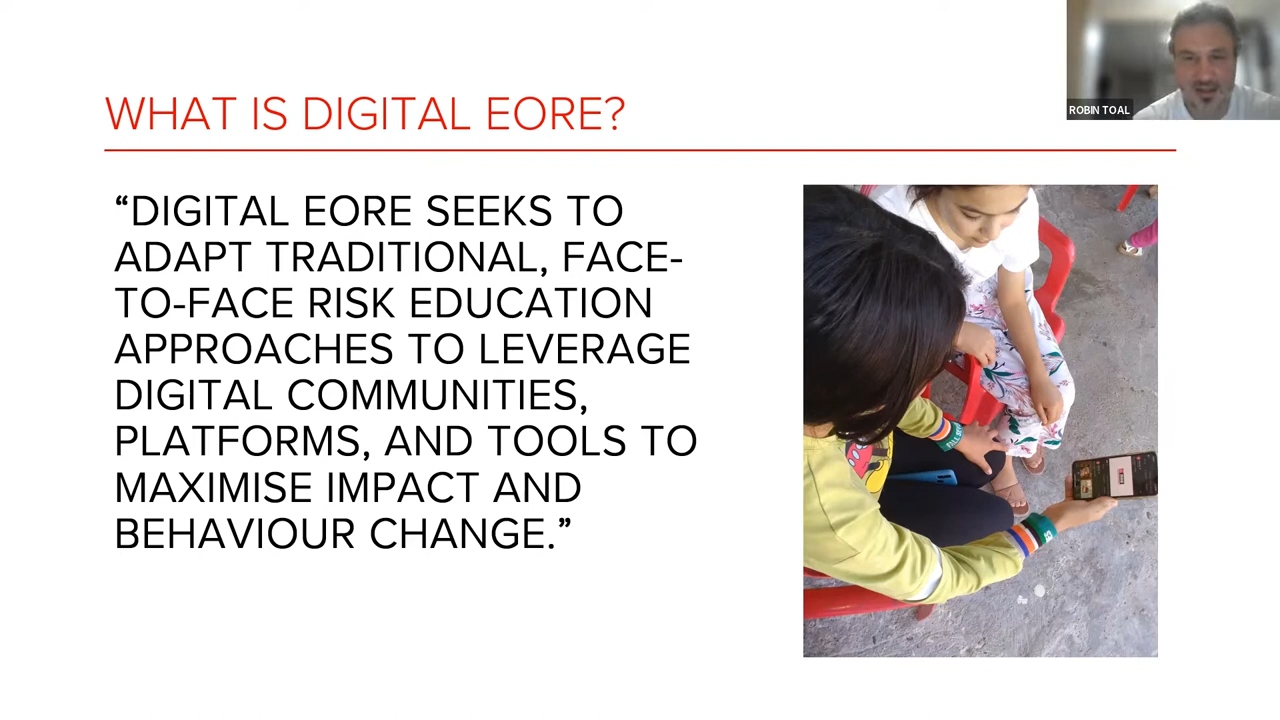 WHAT IS DIGITAL EORE?
ROBIN TOAL
“DIGITAL EORE SEEKS TO
ADAPT TRADITIONAL, FACE-
TO-FACE RISK EDUCATION
APPROACHES TO LEVERAGE
DIGITAL COMMUNITIES,
PLATFORMS, AND TOOLS TO
MAXIMISE IMPACT AND
BEHAVIOUR CHANGE.”